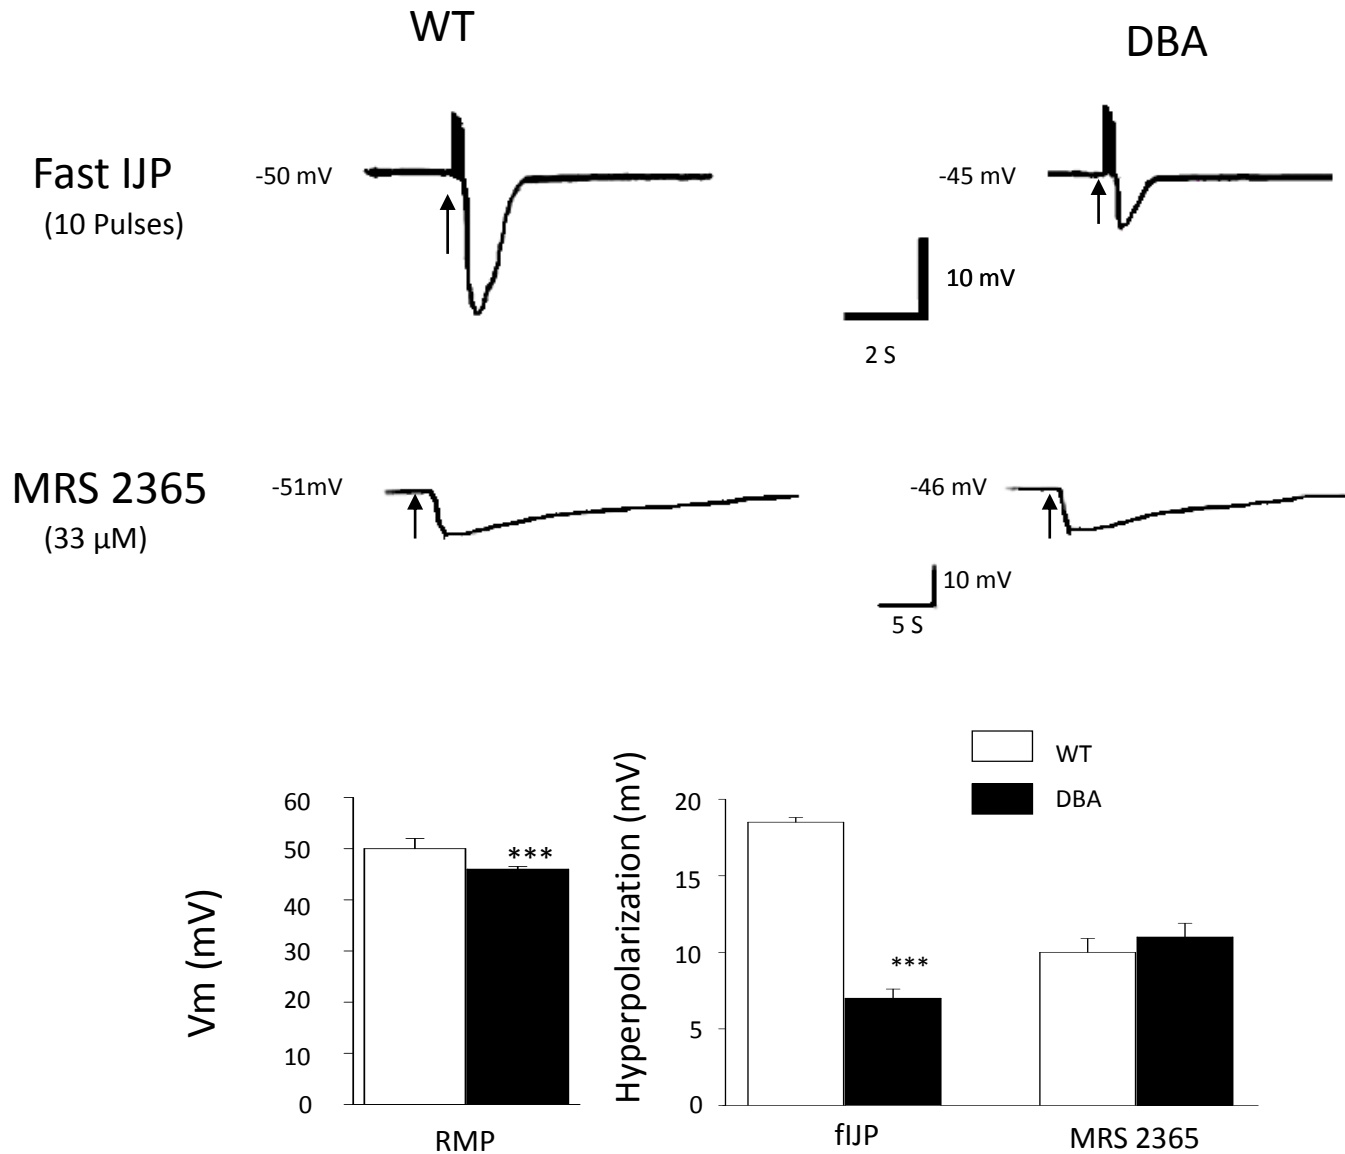 WT
DBA
Fast IJP
(10 Pulses)
-50 mV
-45 mV
10 mV
2 S
MRS 2365
(33 µM)
-51mV
-46 mV
10 mV
5 S
WT
DBA
Vm (mV)
60
50
40
30
20
10
0
***
RMP
Hyperpolarization (mV)
20
15
10
5
0
***
fIJP
MRS 2365